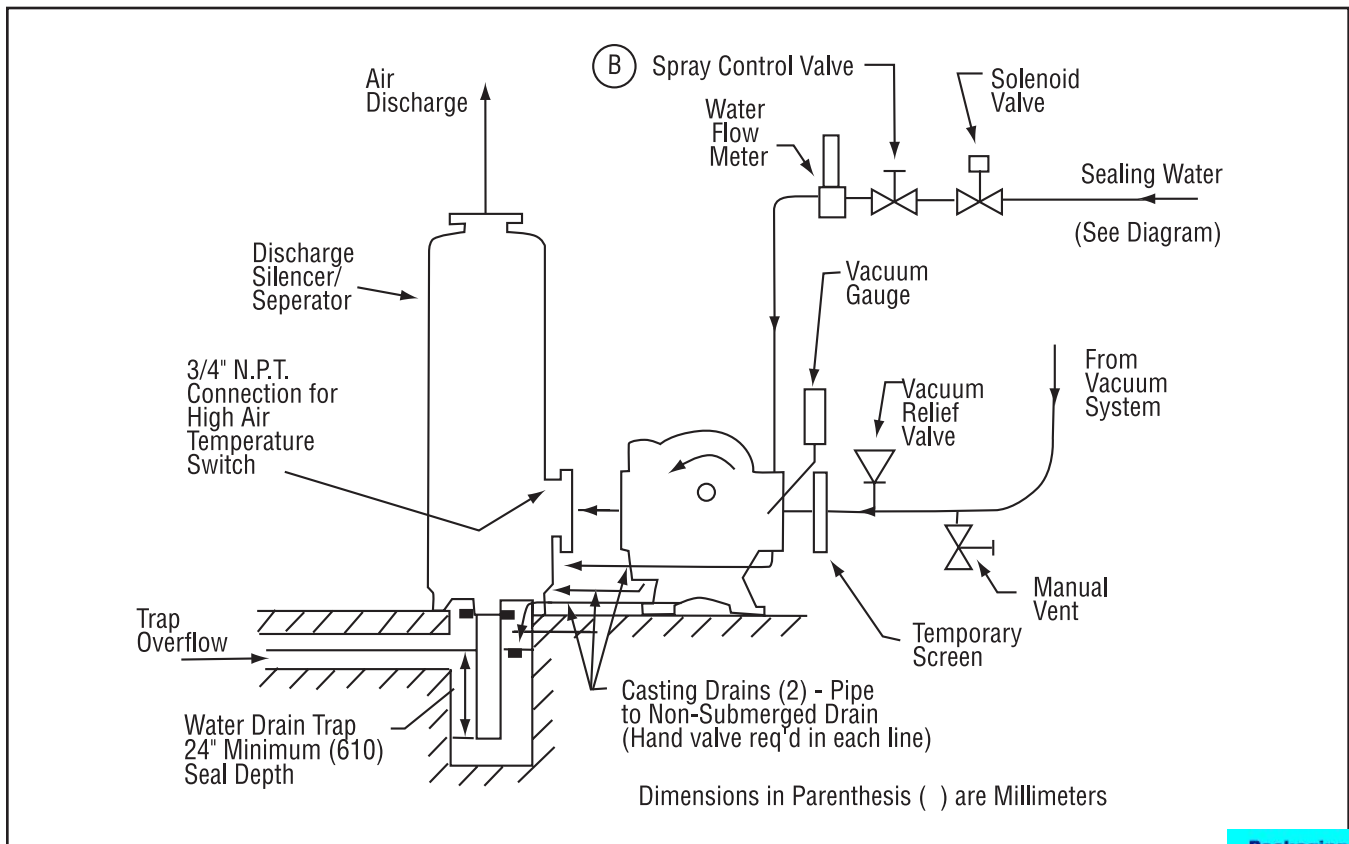 Air
Discharge
B
Spray Control Valve
Solenoid
Valve
Water
Flow
Meter
Sealing Water
(See Diagram)
Discharge
Silencer/
Seperator
Vacuum
Gauge
3/4" N.P.T.
Connection for
High Air
Temperature
Switch
Vacuum
Relief
Valve
From
Vacuum
System
Trap
Overflow
Manual
Vent
Temporary
Screen
Water Drain Trap
24" Minimum (610)
Seal Depth
Casting Drains (2) - Pipe
to Non-Submerged Drain
(Hand valve req'd in each line)
Dimensions in Parenthesis ( ) are Millimeters